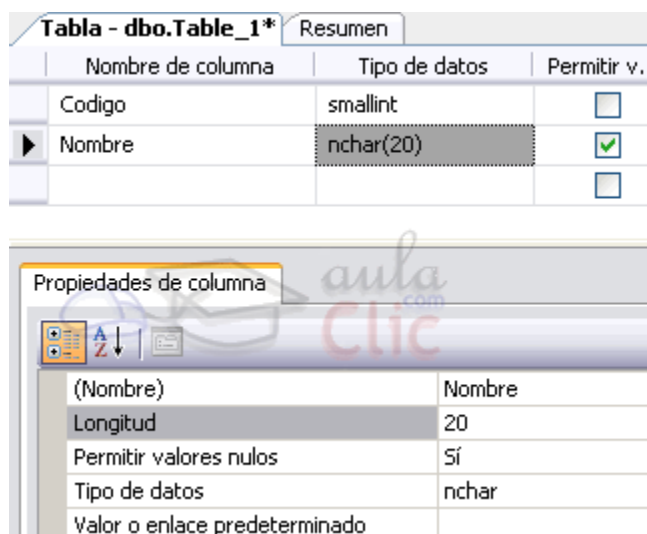 Tabla - dbo.Table_1* Resumen
Nombre de columna Tipo de datos Permitir v.
Codigo smallint
Nombre nchar(20)
aula
.com
Clic
Propiedades de columna
A
Z
(Nombre) Nombre
Longitud 20
Permitir valores nulos Sí
Tipo de datos nchar
Valor o enlace predeterminado